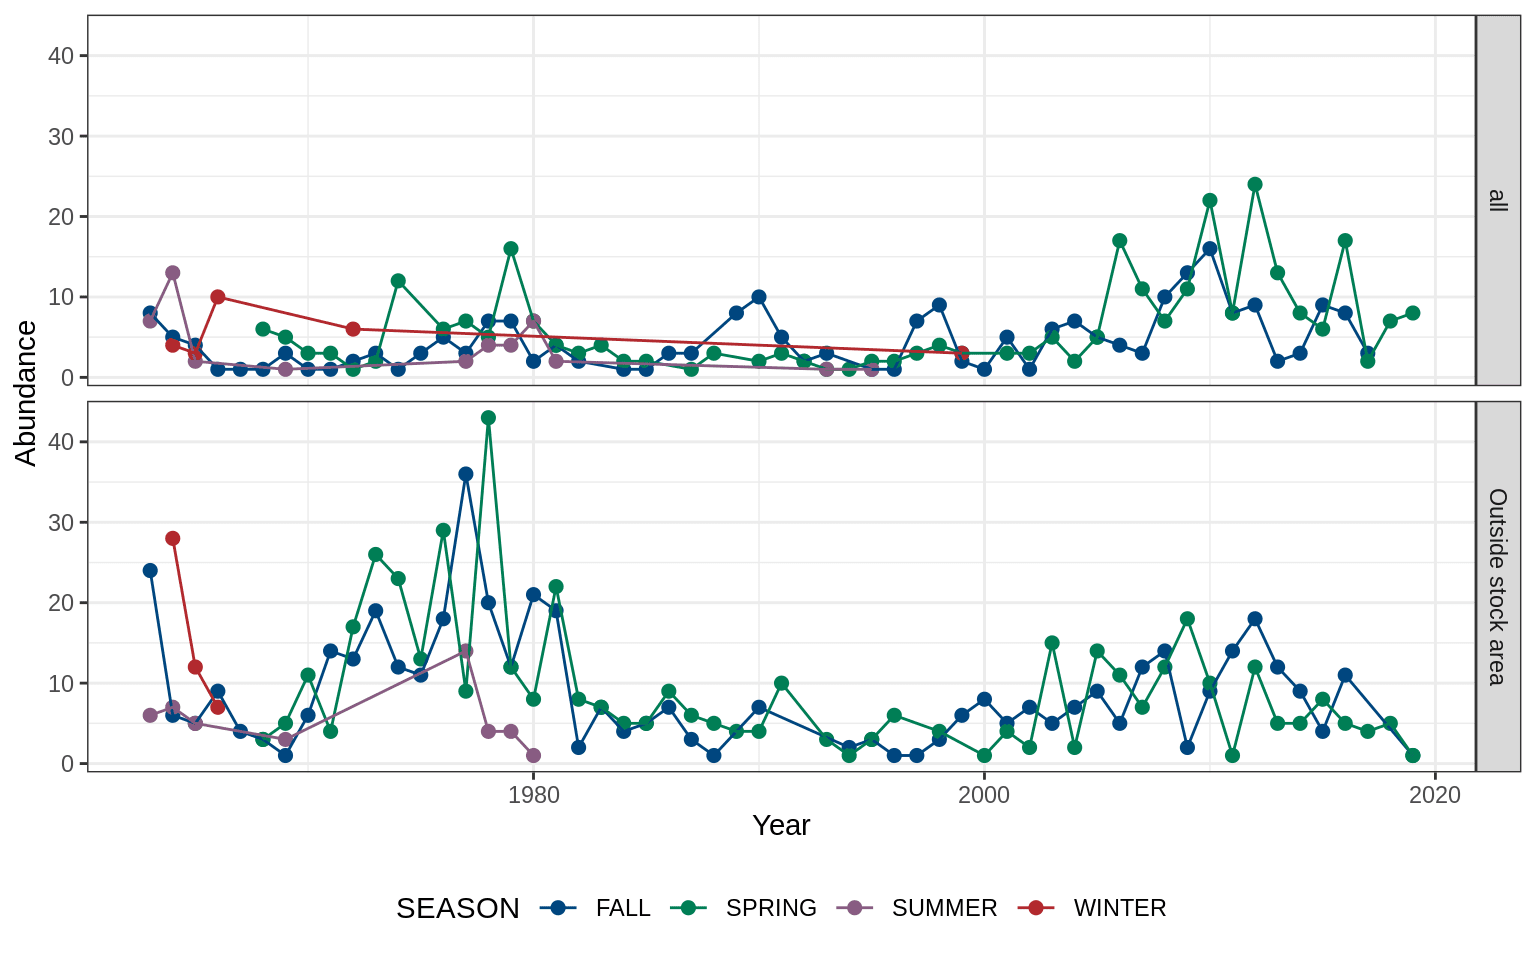 Abundance
40
30
20
10
0
all
40
30
20
10
0
Outside stock area
1980
2000
2020
Year
SEASON FALL SPRING SUMMER WINTER